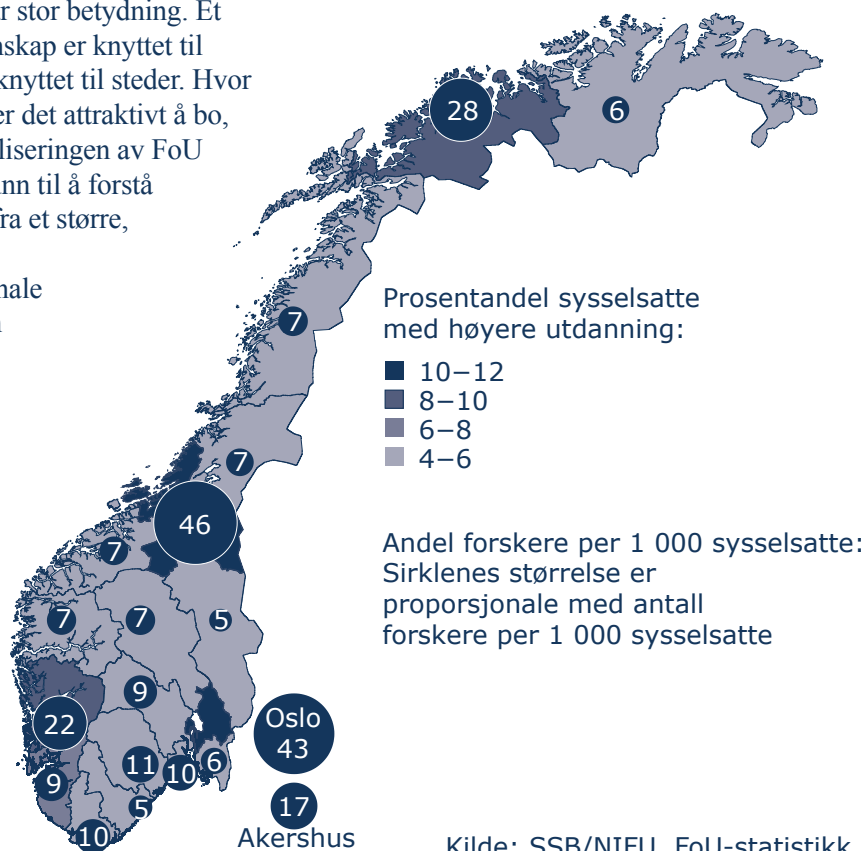 r stor betydning. Et
nskap er knyttet til
knyttet til steder. Hvor
er det attraktivt å bo,
liseringen av FoU
nn til å forstå
fra et større,
nale
28
6
7
Prosentandel sysselsatte
med høyere utdanning:
10–12
8–10
6–8
4–6
7
46
Andel forskere per 1 000 sysselsatte:
Sirklenes størrelse er
proporsjonale med antall
forskere per 1 000 sysselsatte
7
7
7
5
9
22
Oslo
43
11
10
6
9
5
17
10
Akershus
Kilde: SSB/NIFU, FoU-statistikk